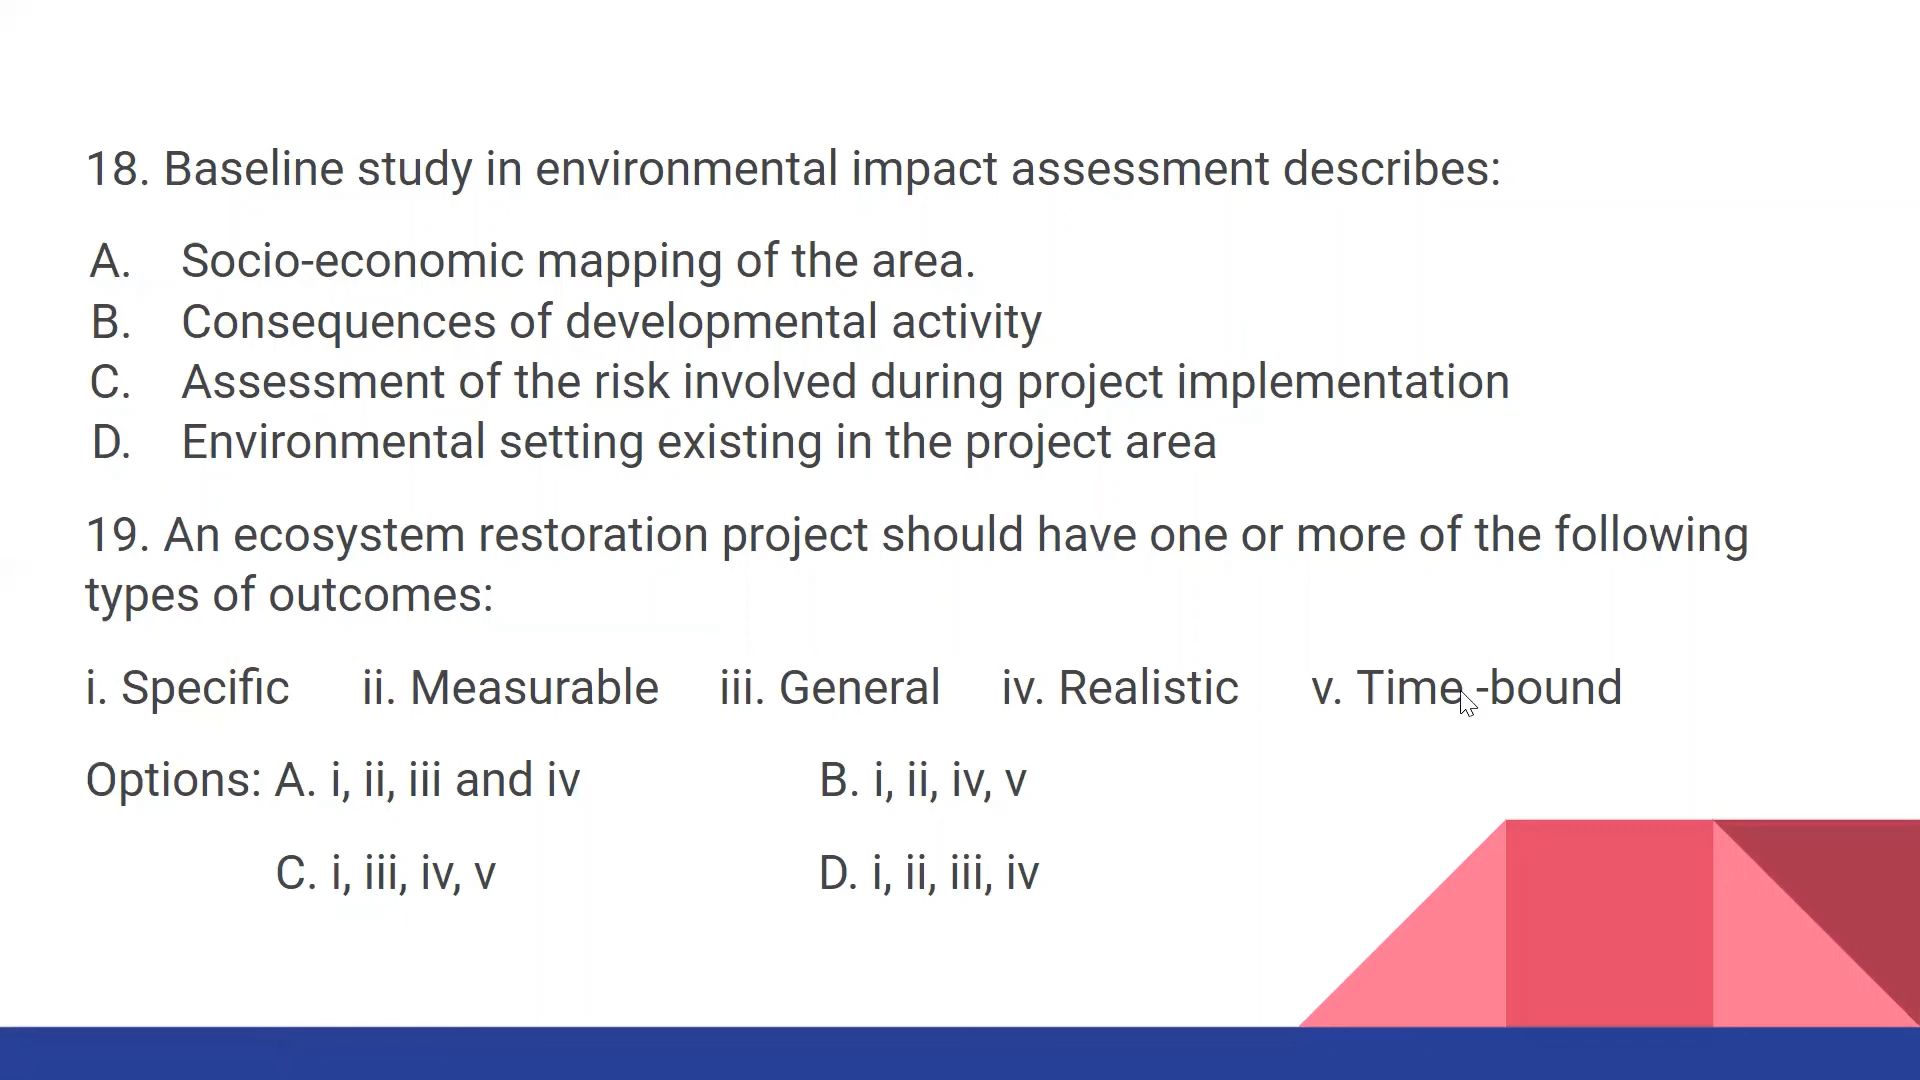 18. Baseline study in environmental impact assessment describes:
A. Socio-economic mapping of the area.
B. Consequences of developmental activity
C. Assessment of the risk involved during project implementation
D. Environmental setting existing in the project area
19. An ecosystem restoration project should have one or more of the following
types of outcomes:
i. Specific ii. Measurable iii. General iv. Realistic v. Time -bound
Options: A. i, ii, iii and iv B. i, ii, iv, v
C. i, iii, iv, v D. i, ii, iii, iv